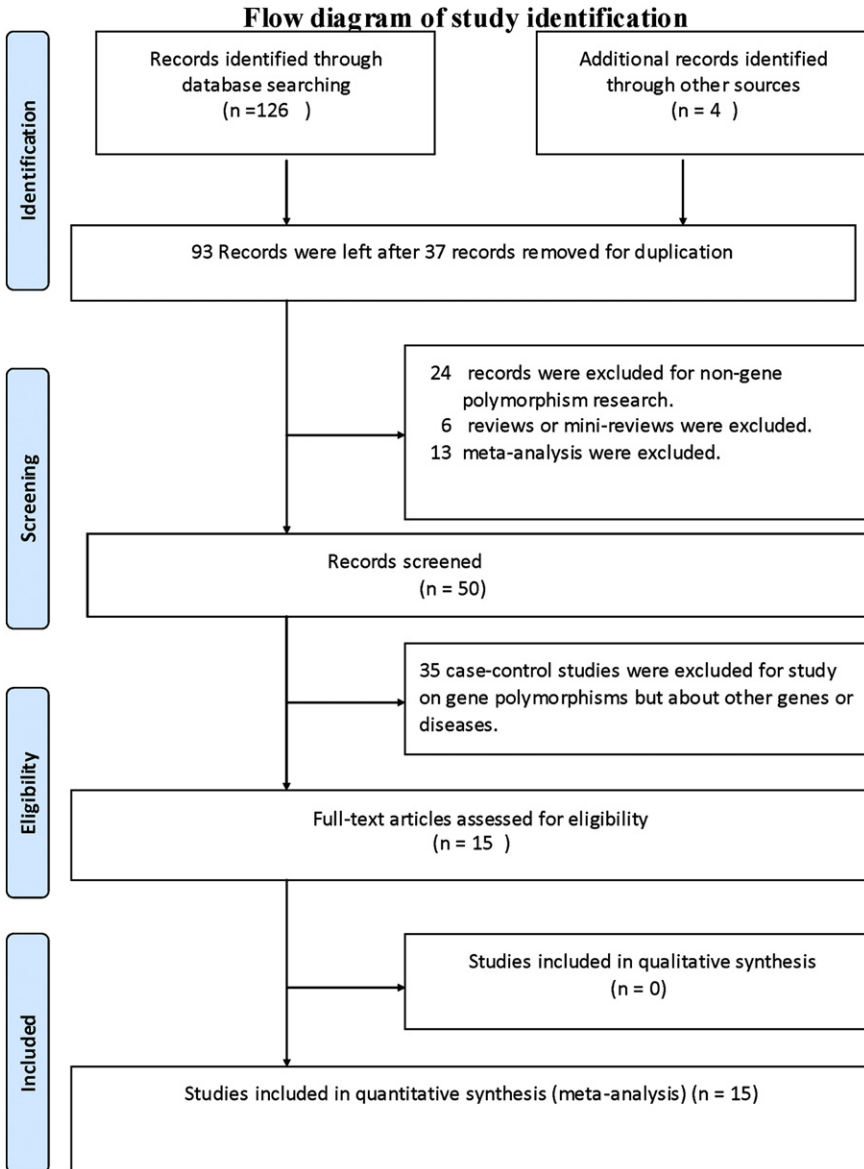 Flow diagram of study identification
Identification
Records identified through
database searching
(n =126 )
Additional records identified
through other sources
(n = 4 )
93 Records were left after 37 records removed for duplication
Screening
24 records were excluded for non-gene
polymorphism research.
6 reviews or mini-reviews were excluded.
13 meta-analysis were excluded.
Records screened
(n = 50)
Eligibility
35 case-control studies were excluded for study
on gene polymorphisms but about other genes or
diseases.
Full-text articles assessed for eligibility
(n = 15 )
Included
Studies included in qualitative synthesis
(n = 0)
Studies included in quantitative synthesis (meta-analysis) (n = 15)